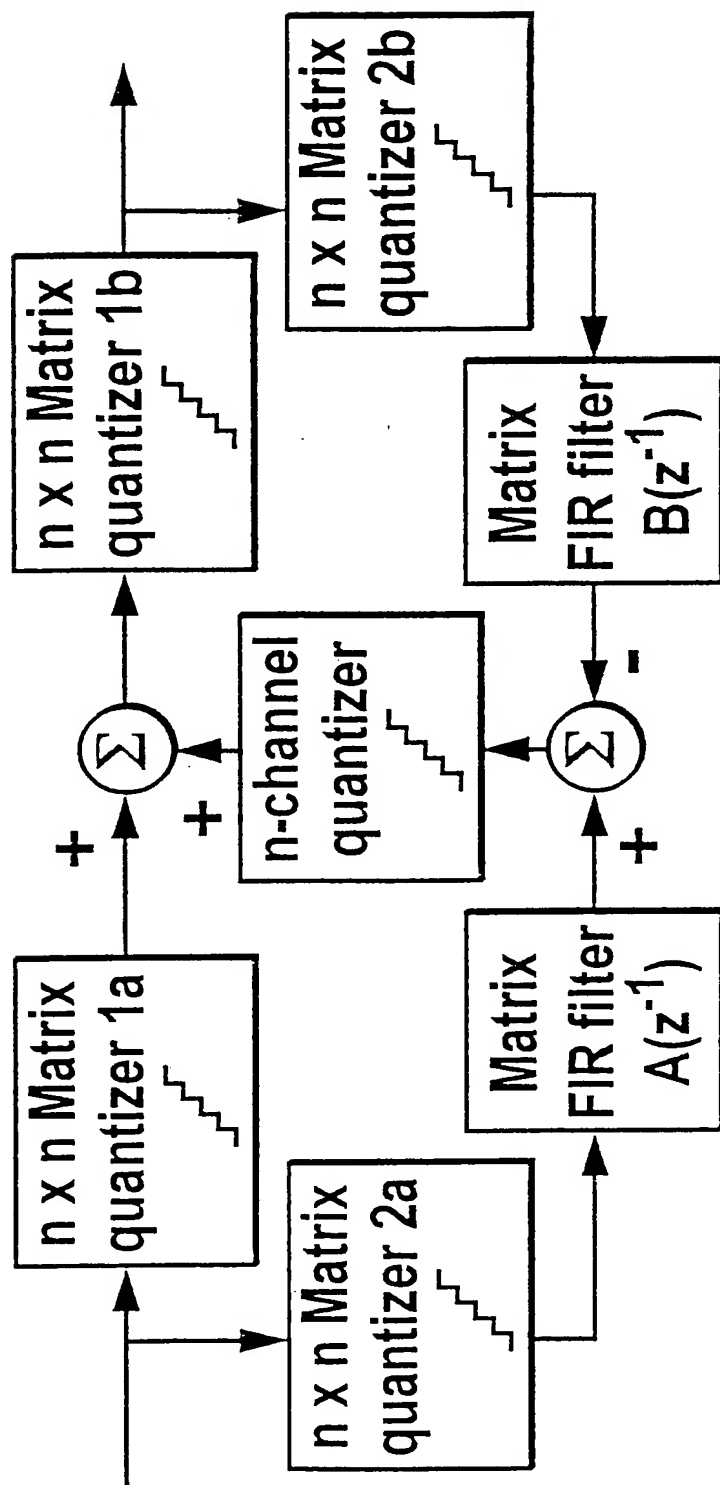 n x n Matrix
quantizer 1a
+
Σ
+
n x n Matrix
quantizer 1b
n-channel
quantizer
n x n Matrix
quantizer 2a
n x n Matrix
quantizer 2b
Matrix
FIR filter
A(z⁻¹)
+
Σ
-
Matrix
FIR filter
B(z⁻¹)